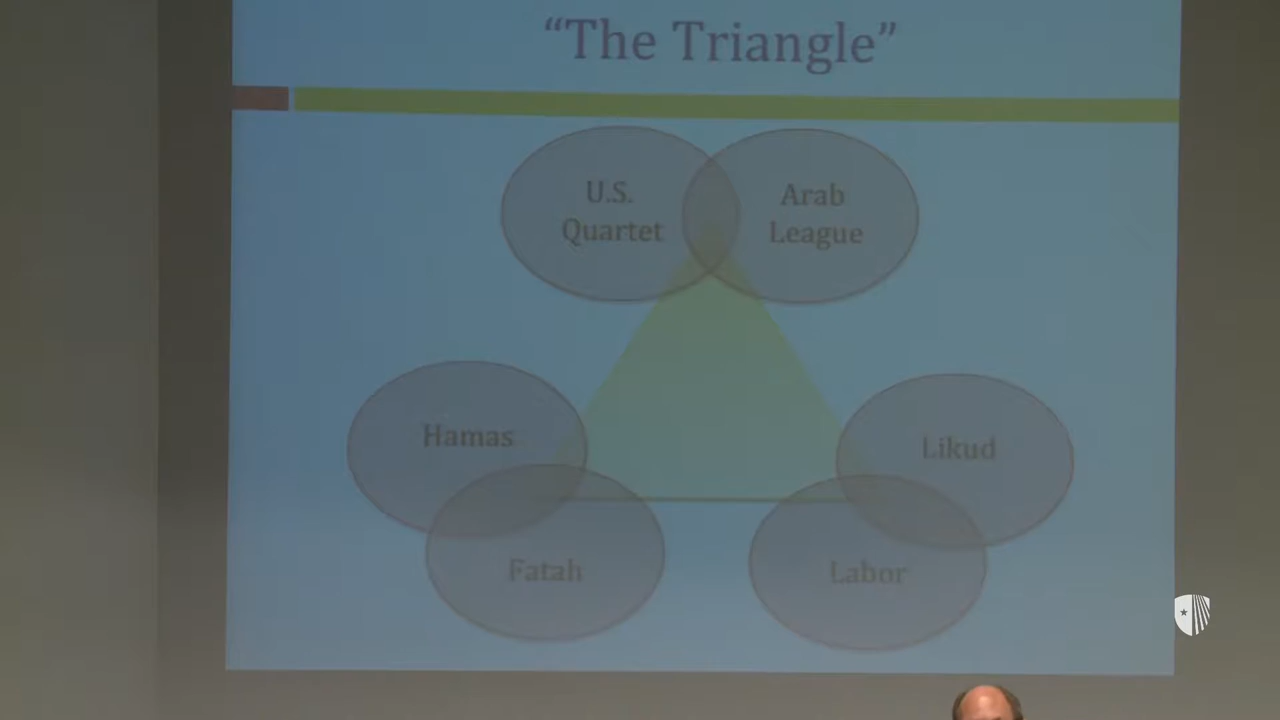 “The Triangle”
U.S.
Quartet
Arab
League
Hamas
Likud
Fatah
Labor